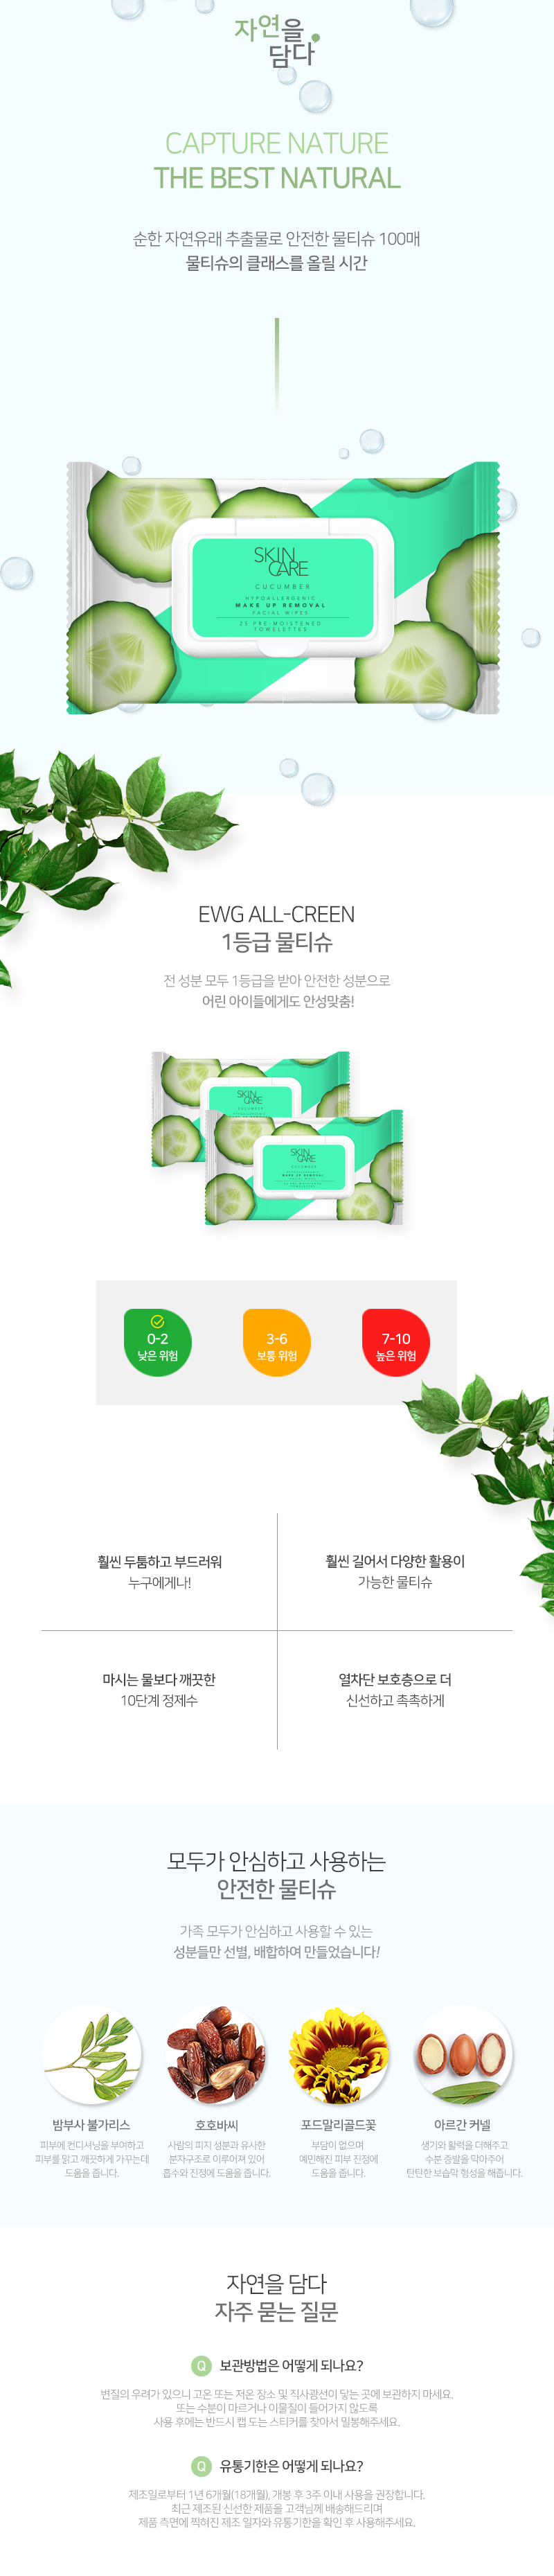 자연을
담다
CAPTURE NATURE
THE BEST NATURAL
순한 자연유래 추출물로 안전한 물티슈 100매
물티슈의 클래스를 올릴 시간
SKIN
CARE
CUCUMBER
HYPOALLERGENIC
MAKE UP REMOVAL
FACIAL WIPES
25 PRE-MOISTENED
TOWELETTES
EWG ALL-CREEN
1등급 물티슈
전 성분 모두 1등급을 받아 안전한 성분으로
어린 아이들에게도 안성맞춤!
SKIN
CARE
CUCUMBER
SKIN
CARE
CUCUMBER
MAKE UP REMOVAL
0-2
낮은 위험
3-6
보통 위험
7-10
높은 위험
훨씬 두툼하고 부드러워
누구에게나!
훨씬 길어서 다양한 활용이
가능한 물티슈
마시는 물보다 깨끗한
10단계 정제수
열차단 보호층으로 더
신선하고 촉촉하게
모두가 안심하고 사용하는
안전한 물티슈
가족 모두가 안심하고 사용할 수 있는
성분들만 선별, 배합하여 만들었습니다!
밤부사 불가리스
피부에 컨디셔닝을 부여하고
피부를 맑고 깨끗하게 가꾸는데
도움을 줍니다.
호호바씨
사람의 피지 성분과 유사한
분자구조로 이루어져 있어
흡수와 진정에 도움을 줍니다.
포드말리골드꽃
부담이 없으며
예민해진 피부 진정에
도움을 줍니다.
아르간 커넬
생기와 활력을 더해주고
수분 증발을 막아주어
탄탄한 보습막 형성을 해줍니다.
자연을 담다
자주 묻는 질문
Q 보관방법은 어떻게 되나요?
변질의 우려가 있으니 고온 또는 저온 장소 및 직사광선이 닿는 곳에 보관하지 마세요.
또는 수분이 마르거나 이물질이 들어가지 않도록
사용 후에는 반드시 캡 도는 스티커를 찾아서 밀봉해주세요.
Q 유통기한은 어떻게 되나요?
제조일로부터 1년 6개월(18개월), 개봉 후 3주 이내 사용을 권장합니다.
최근 제조된 신선한 제품을 고객님께 배송해드리며
제품 측면에 찍혀진 제조 일자와 유통기한을 확인 후 사용해주세요.